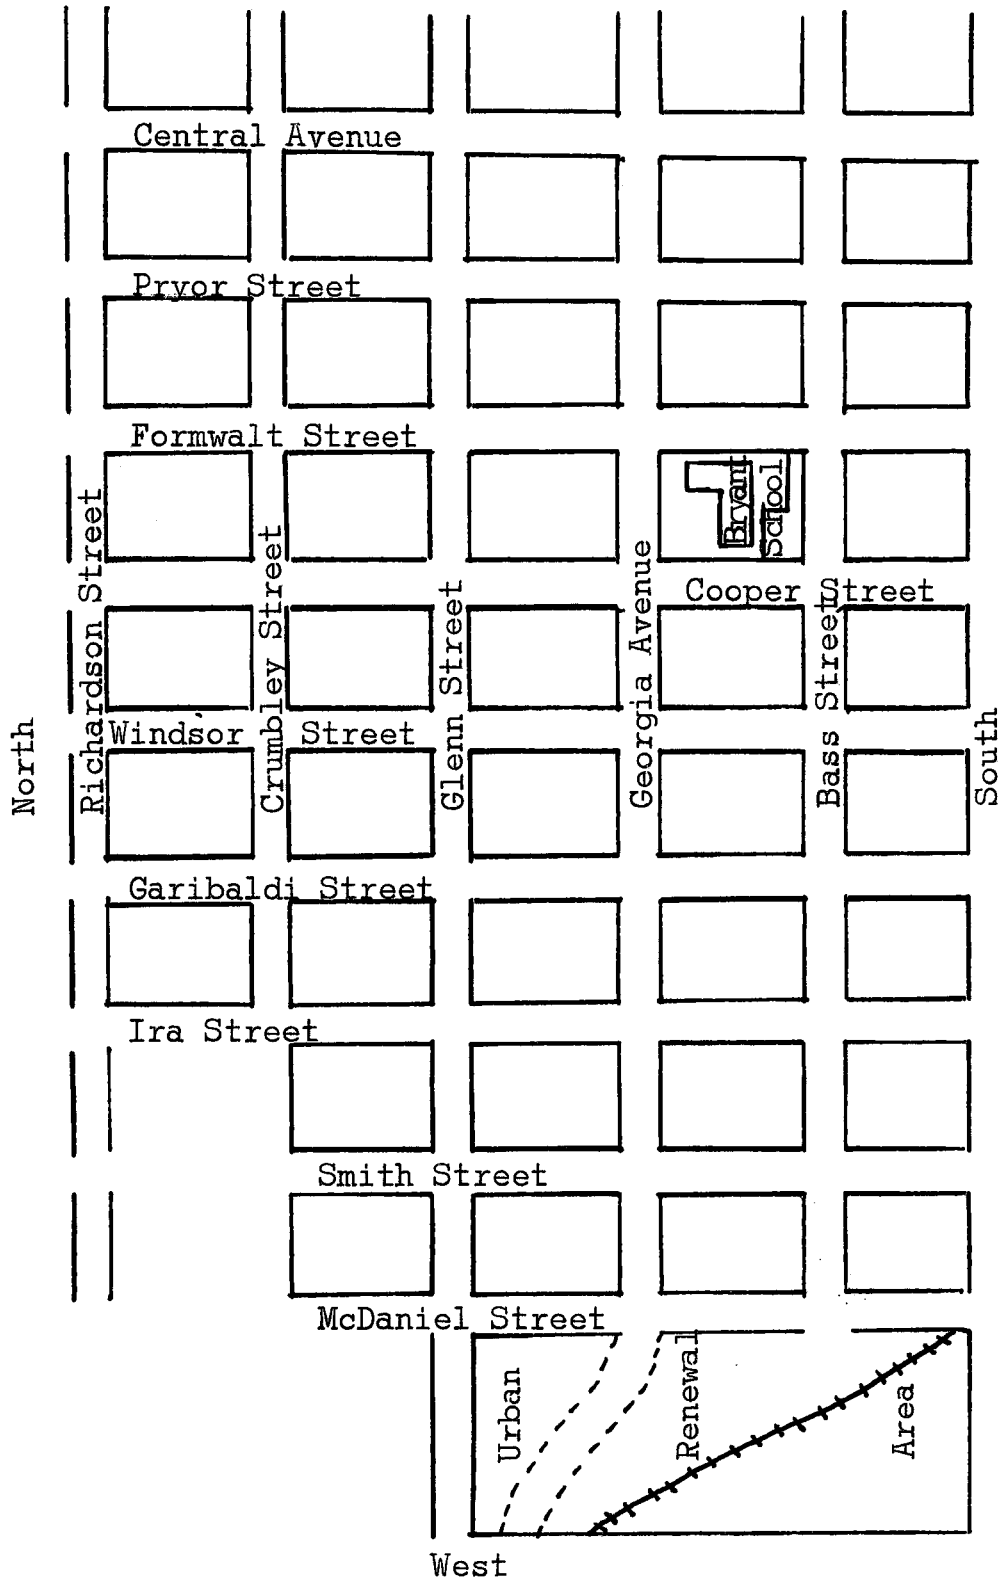 Central Avenue
Pryor Street
Formwalt Street
Bryant
School
Cooper Street
Richardson Street
Crumbley Street
Glenn Street
Georgia Avenue
Bass Street
North
South
Windsor Street
Garibaldi Street
Ira Street
Smith Street
McDaniel Street
Urban
Renewal
Area
West